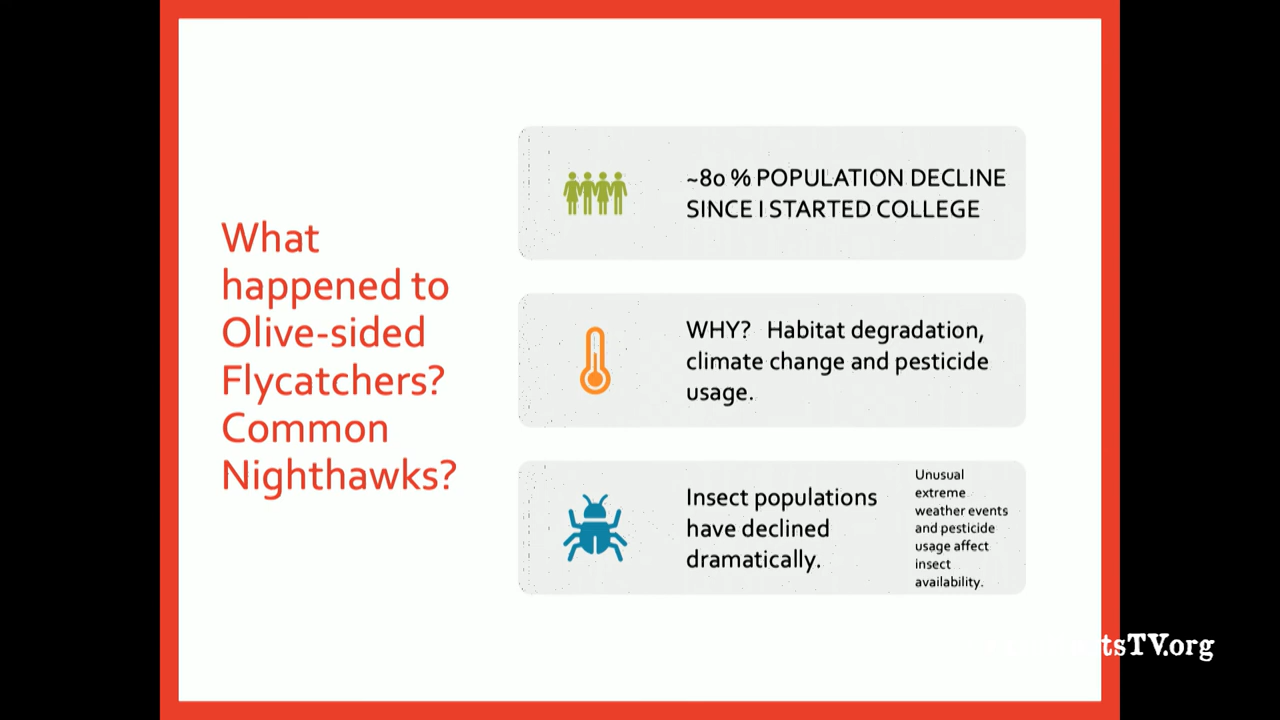 What
happened to
Olive-sided
Flycatchers?
Common
Nighthawks?
~80 % POPULATION DECLINE
SINCE I STARTED COLLEGE
WHY? Habitat degradation,
climate change and pesticide
usage.
Insect populations
have declined
dramatically.
Unusual
extreme
weather events
and pesticide
usage affect
insect
availability.
tsTV.org